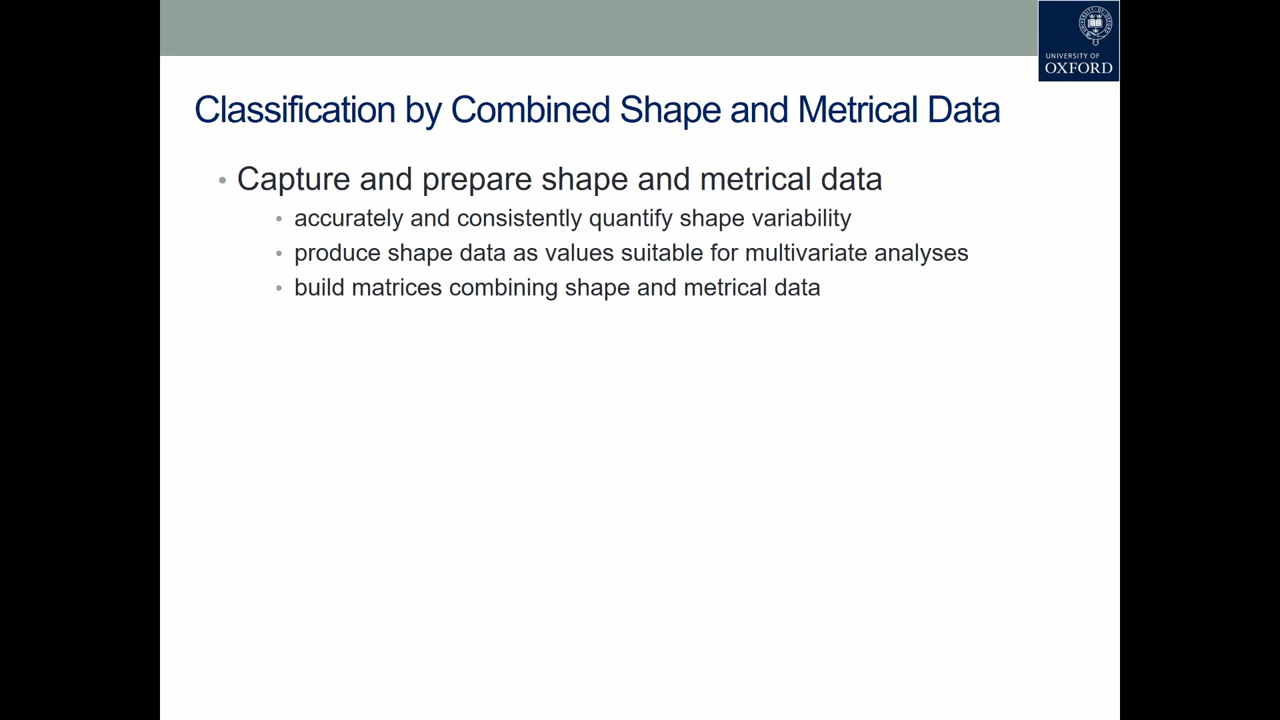 UNIVERSITY OF
OXFORD
Classification by Combined Shape and Metrical Data
• Capture and prepare shape and metrical data
• accurately and consistently quantify shape variability
• produce shape data as values suitable for multivariate analyses
• build matrices combining shape and metrical data